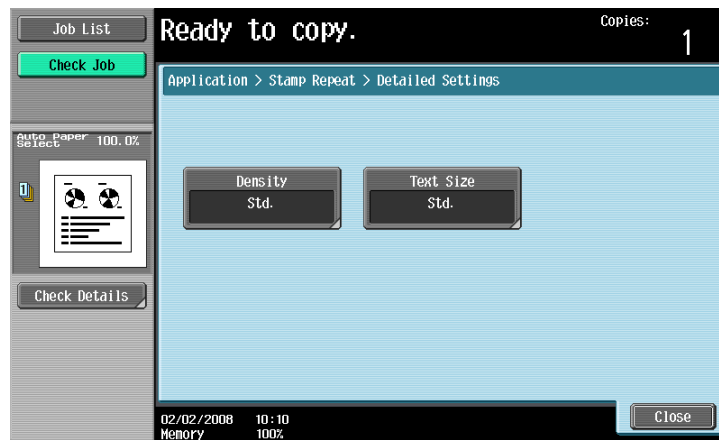 Job List
Ready to copy.
Copies:
1
Check Job
Application > Stamp Repeat > Detailed Settings
Auto Paper
Select
100.0%
1
Density
Std.
Text Size
Std.
Check Details
02/02/2008 10:10
Memory 100%
Close